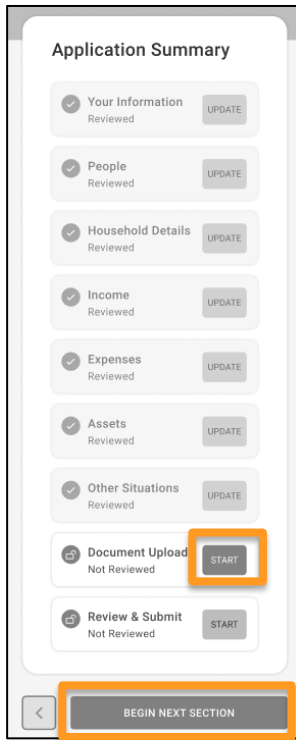 Application Summary
Your Information
Reviewed
UPDATE
People
Reviewed
UPDATE
Household Details
Reviewed
UPDATE
Income
Reviewed
UPDATE
Expenses
Reviewed
UPDATE
Assets
Reviewed
UPDATE
Other Situations
Reviewed
UPDATE
Document Upload
Not Reviewed
START
Review & Submit
Not Reviewed
START
BEGIN NEXT SECTION